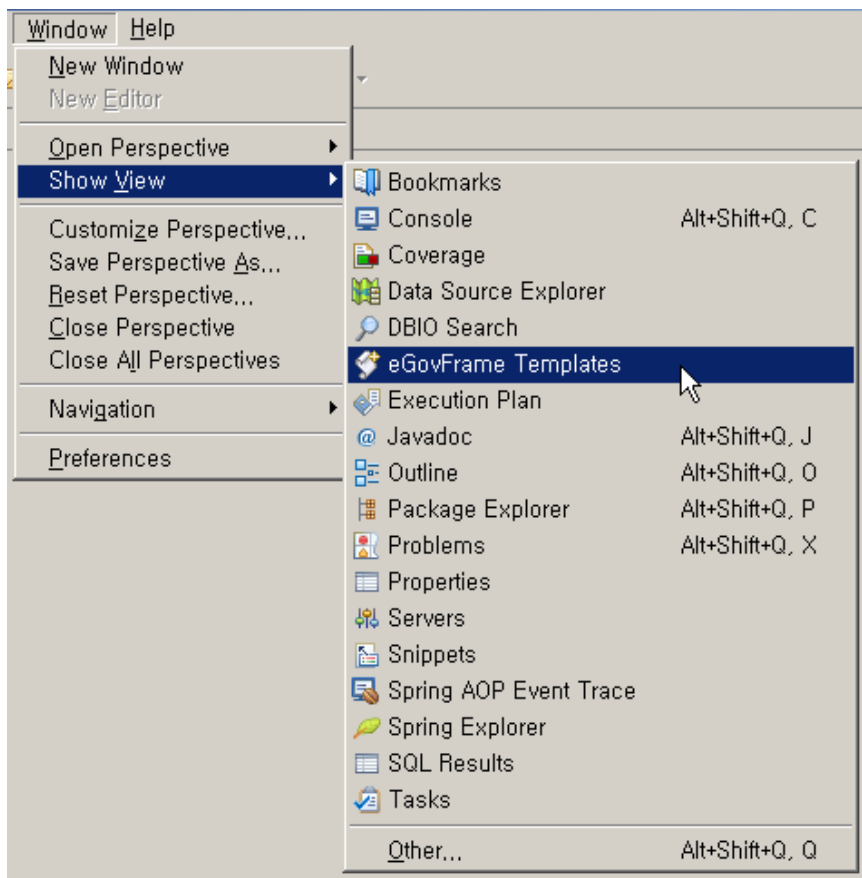 Window Help
New Window
New Editor
Open Perspective
Show View
Customize Perspective...
Save Perspective As...
Reset Perspective...
Close Perspective
Close All Perspectives
Navigation
Preferences
Bookmarks
Console Alt+Shift+Q, C
Coverage
Data Source Explorer
DBIO Search
eGovFrame Templates
Execution Plan
Javadoc Alt+Shift+Q, J
Outline Alt+Shift+Q, O
Package Explorer Alt+Shift+Q, P
Problems Alt+Shift+Q, X
Properties
Servers
Snippets
Spring AOP Event Trace
Spring Explorer
SQL Results
Tasks
Other... Alt+Shift+Q, Q